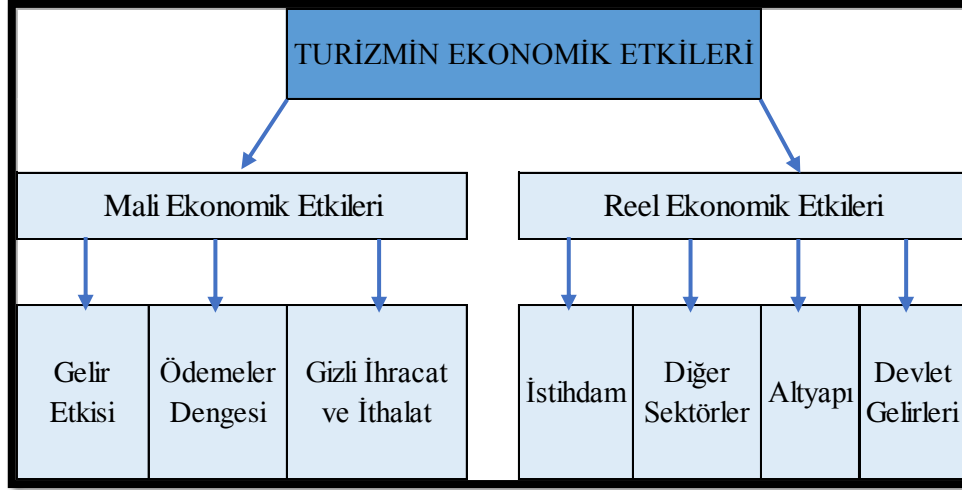 TURİZMİN EKONOMİK ETKİLERİ
Mali Ekonomik Etkileri
Reel Ekonomik Etkileri
Gelir
Etkisi
Ödemeler
Dengesi
Gizli İhracat
ve İthalat
İstihdam
Diğer
Sektörler
Altyapı
Devlet
Gelirleri